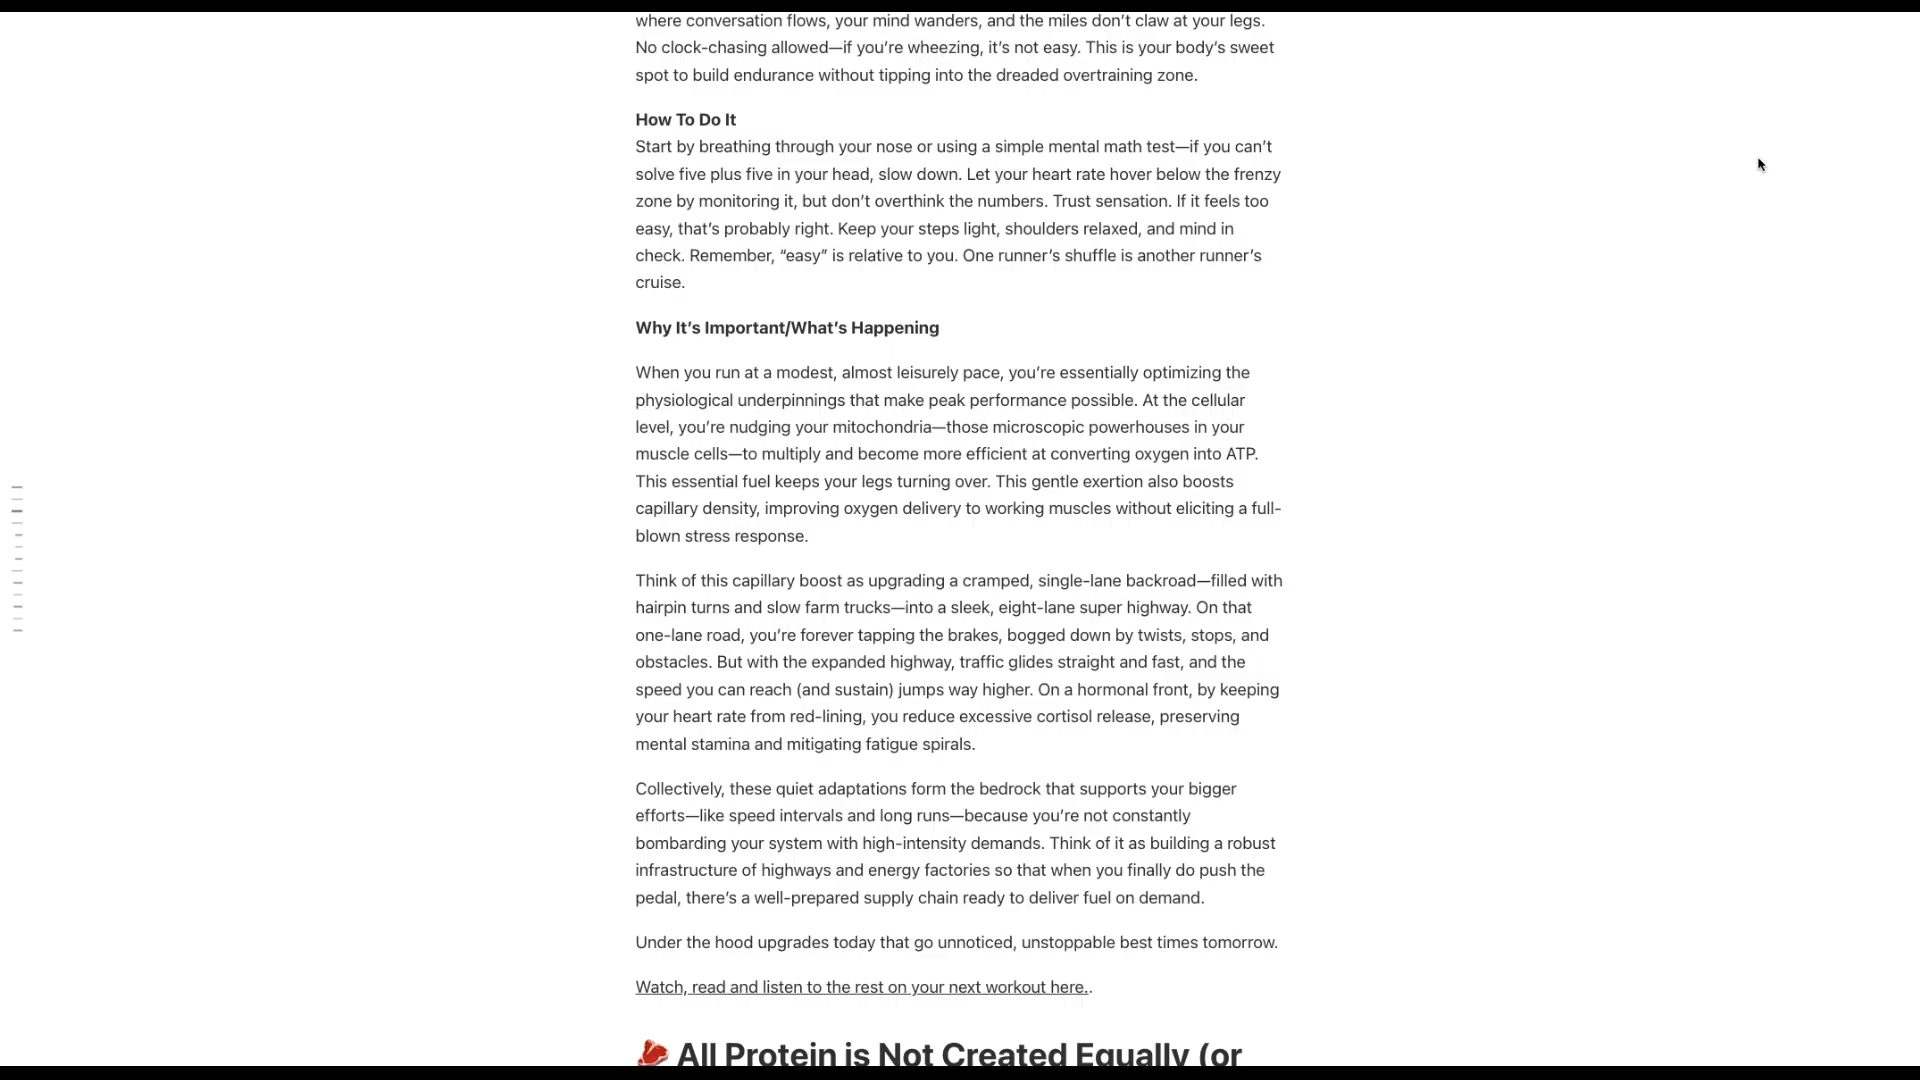 where conversation flows, your mind wanders, and the miles don’t claw at your legs.
No clock-chasing allowed—if you’re wheezing, it’s not easy. This is your body’s sweet
spot to build endurance without tipping into the dreaded overtraining zone.
How To Do It
Start by breathing through your nose or using a simple mental math test—if you can’t
solve five plus five in your head, slow down. Let your heart rate hover below the frenzy
zone by monitoring it, but don’t overthink the numbers. Trust sensation. If it feels too
easy, that’s probably right. Keep your steps light, shoulders relaxed, and mind in
check. Remember, “easy” is relative to you. One runner’s shuffle is another runner’s
cruise.
Why It’s Important/What’s Happening
When you run at a modest, almost leisurely pace, you’re essentially optimizing the
physiological underpinnings that make peak performance possible. At the cellular
level, you’re nudging your mitochondria—those microscopic powerhouses in your
muscle cells—to multiply and become more efficient at converting oxygen into ATP.
This essential fuel keeps your legs turning over. This gentle exertion also boosts
capillary density, improving oxygen delivery to working muscles without eliciting a full-
blown stress response.
Think of this capillary boost as upgrading a cramped, single-lane backroad—filled with
hairpin turns and slow farm trucks—into a sleek, eight-lane super highway. On that
one-lane road, you’re forever tapping the brakes, bogged down by twists, stops, and
obstacles. But with the expanded highway, traffic glides straight and fast, and the
speed you can reach (and sustain) jumps way higher. On a hormonal front, by keeping
your heart rate from red-lining, you reduce excessive cortisol release, preserving
mental stamina and mitigating fatigue spirals.
Collectively, these quiet adaptations form the bedrock that supports your bigger
efforts—like speed intervals and long runs—because you’re not constantly
bombarding your system with high-intensity demands. Think of it as building a robust
infrastructure of highways and energy factories so that when you finally do push the
pedal, there’s a well-prepared supply chain ready to deliver fuel on demand.
Under the hood upgrades today that go unnoticed, unstoppable best times tomorrow.
Watch, read and listen to the rest on your next workout here..
🥩 All Protein is Not Created Equally (or